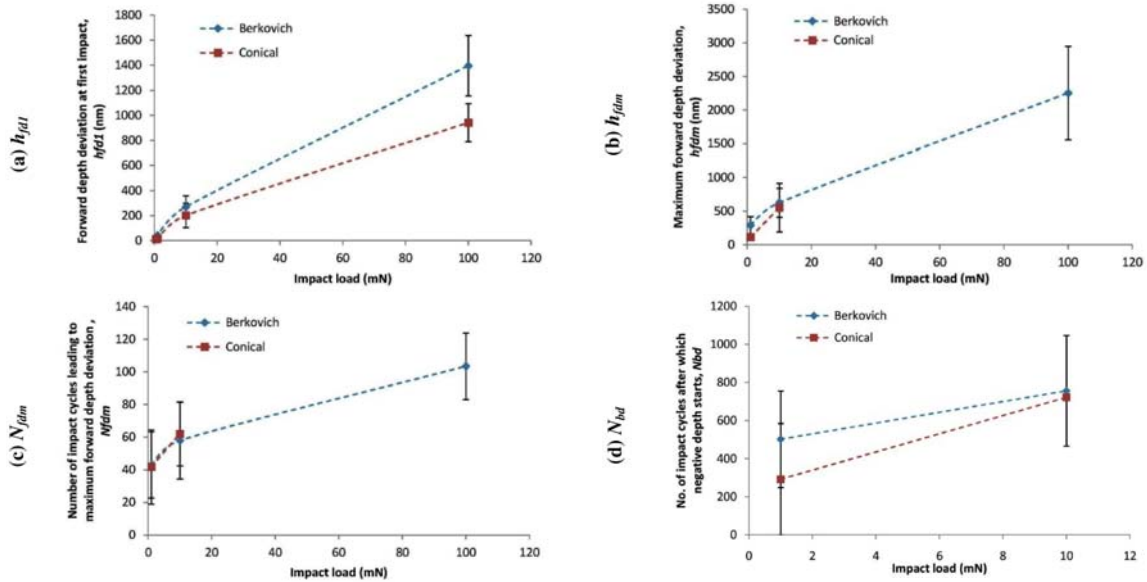 (a) hfd1
Forward depth deviation at first impact,
hfd1 (nm)
1800
1600
1400
1200
1000
800
600
400
200
0
Berkovich
Conical
0 20 40 60 80 100 120
Impact load (mN)
(b) hfdm
Maximum forward depth deviation,
hfdm (nm)
3500
3000
2500
2000
1500
1000
500
0
Berkovich
Conical
0 20 40 60 80 100 120
Impact load (mN)
(c) Nfdm
Number of impact cycles leading to
maximum forward depth deviation ,
Nfdm
140
120
100
80
60
40
20
0
Berkovich
Conical
0 20 40 60 80 100 120
Impact load (mN)
(d) Nbd
No. of impact cycles after which
negative depth starts, Nbd
1200
1000
800
600
400
200
0
Berkovich
Conical
0 2 4 6 8 10 12
Impact load (mN)